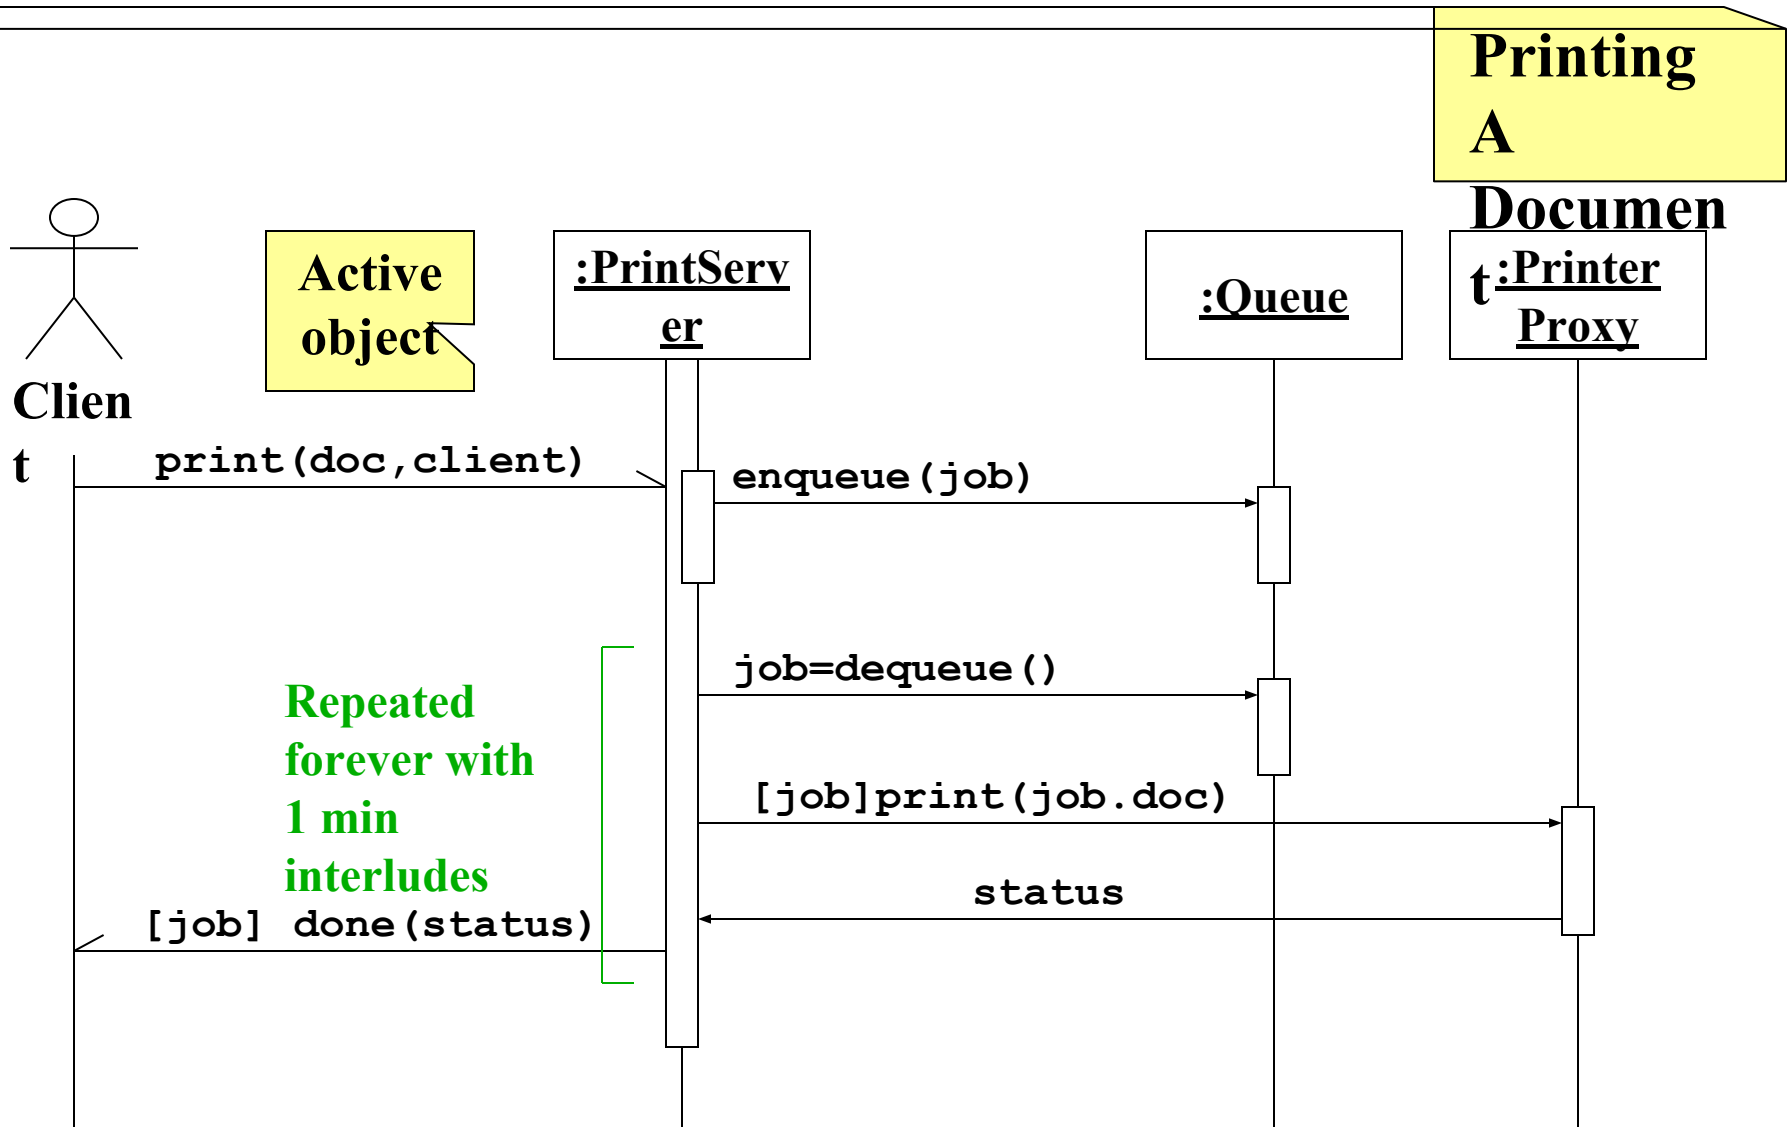 Printing
A
Documen
t
Active
object
:PrintServ
er
:Queue
:Printer
Proxy
Clien
t
print(doc,client)
enqueue(job)
job=dequeue()
Repeated
forever with
1 min
interludes
[job]print(job.doc)
status
[job] done(status)